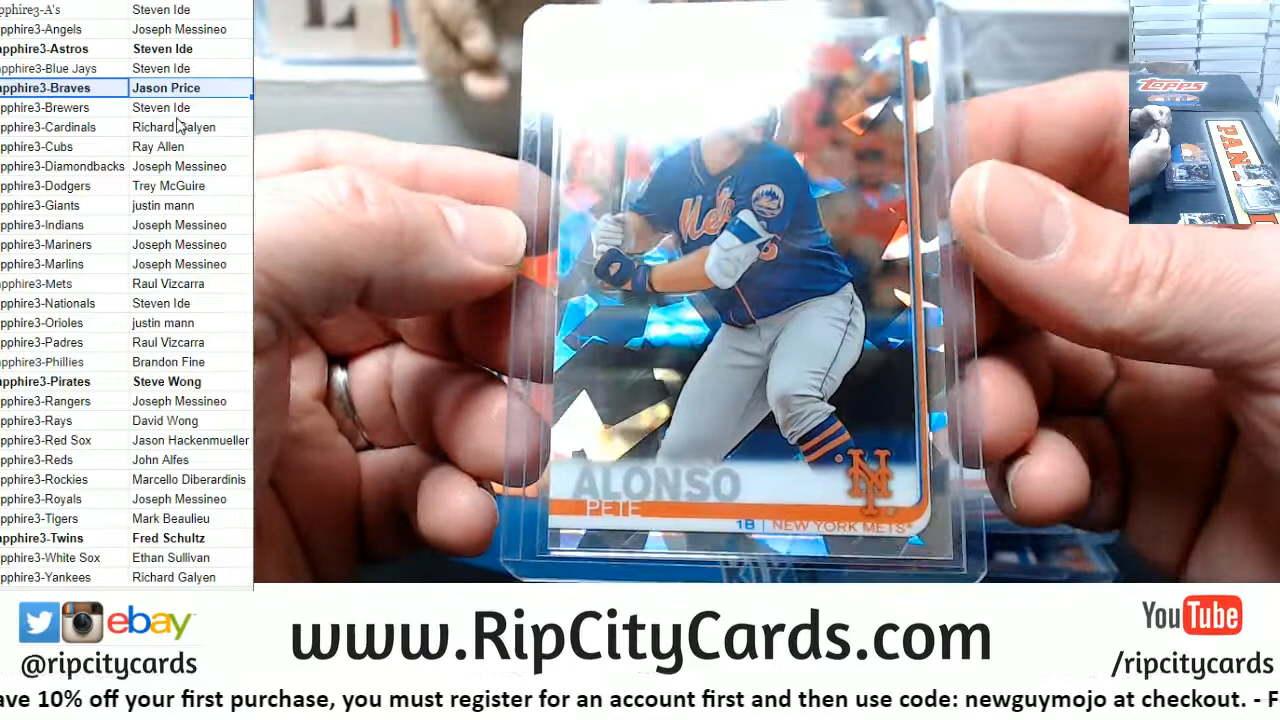 pphire3-A's Steven Ide
pphire3-Angels Joseph Messineo
pphire3-Astros Steven Ide
pphire3-Blue Jays Steven Ide
pphire3-Braves Jason Price
pphire3-Brewers Steven Ide
pphire3-Cardinals Richard Galyen
pphire3-Cubs Ray Allen
pphire3-Diamondbacks Joseph Messineo
pphire3-Dodgers Trey McGuire
pphire3-Giants justin mann
pphire3-Indians Joseph Messineo
pphire3-Mariners Joseph Messineo
pphire3-Marlins Joseph Messineo
pphire3-Mets Raul Vizcarra
pphire3-Nationals Steven Ide
pphire3-Orioles justin mann
pphire3-Padres Raul Vizcarra
pphire3-Phillies Brandon Fine
pphire3-Pirates Steve Wong
pphire3-Rangers Joseph Messineo
pphire3-Rays David Wong
pphire3-Red Sox Jason Hackenmueller
pphire3-Reds John Alfes
pphire3-Rockies Marcello Diberardinis
pphire3-Royals Joseph Messineo
pphire3-Tigers Mark Beaulieu
pphire3-Twins Fred Schultz
pphire3-White Sox Ethan Sullivan
pphire3-Yankees Richard Galyen
Mets
ALONSO
PETE
NY
1B | NEW YORK METS
Topps
PANI
ebay
@ripcitycards
www.RipCityCards.com
YouTube
/ripcitycards
ave 10% off your first purchase, you must register for an account first and then use code: newguymojo at checkout. - F